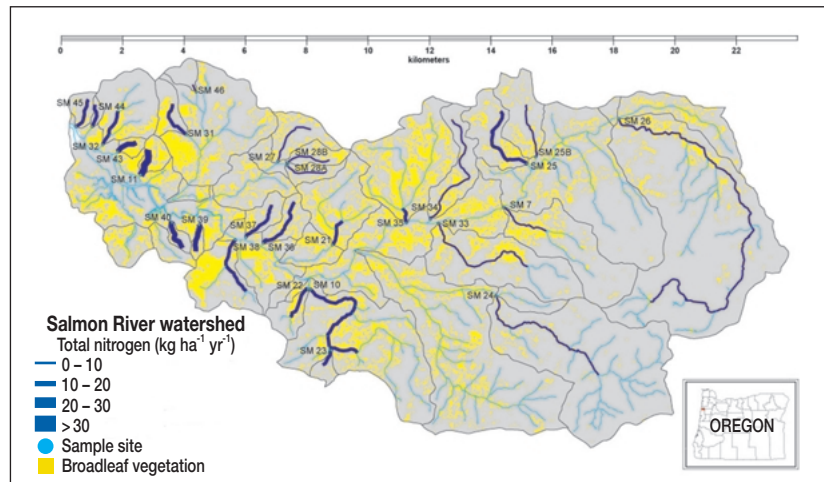 0 2 4 6 8 10 12 14 16 18 20 22
kilometers
SM 46
SM 45
SM 44
SM 31
SM 26
SM 32
SM 43
SM 27
SM 28B
SM 28A
SM 25B
SM 25
SM 11
SM 34
SM 7
SM 40
SM 39
SM 37
SM 35
SM 33
SM 21
SM 38
SM 36
SM 22
SM 10
SM 24
SM 23
Salmon River watershed
Total nitrogen (kg ha⁻¹ yr⁻¹)
0 – 10
10 – 20
20 – 30
>30
Sample site
Broadleaf vegetation
OREGON